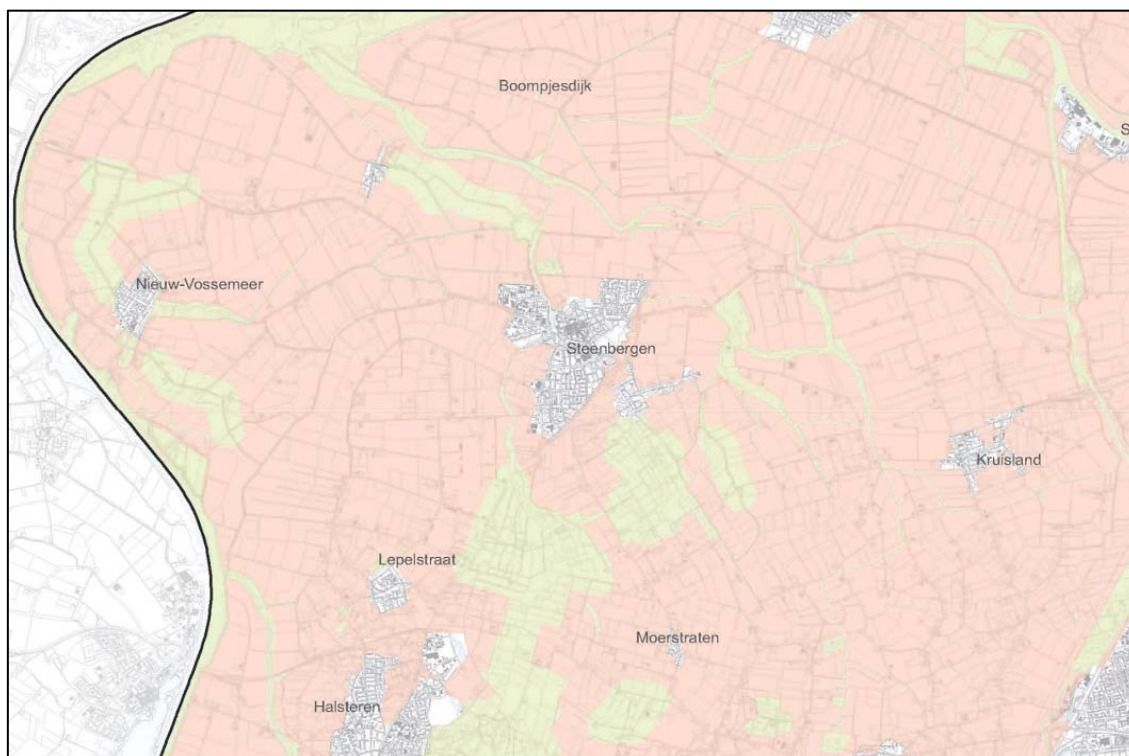 Boompjesdijk
S
Nieuw-Vossemeer
Steenbergen
Kruisland
Lepelstraat
Moerstraten
Halsteren